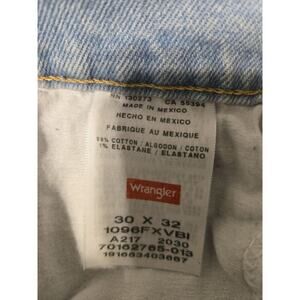 RN 130273 CA 55394
MADE IN MEXICO
HECHO EN MEXICO
FABRIQUE AU MEXIQUE
99% COTTON / ALGODON / COTON
1% ELASTANE / ELASTANO
Wrangler
30 X 32
1096FXVBI
A217 2030
70162765-013
191663403667